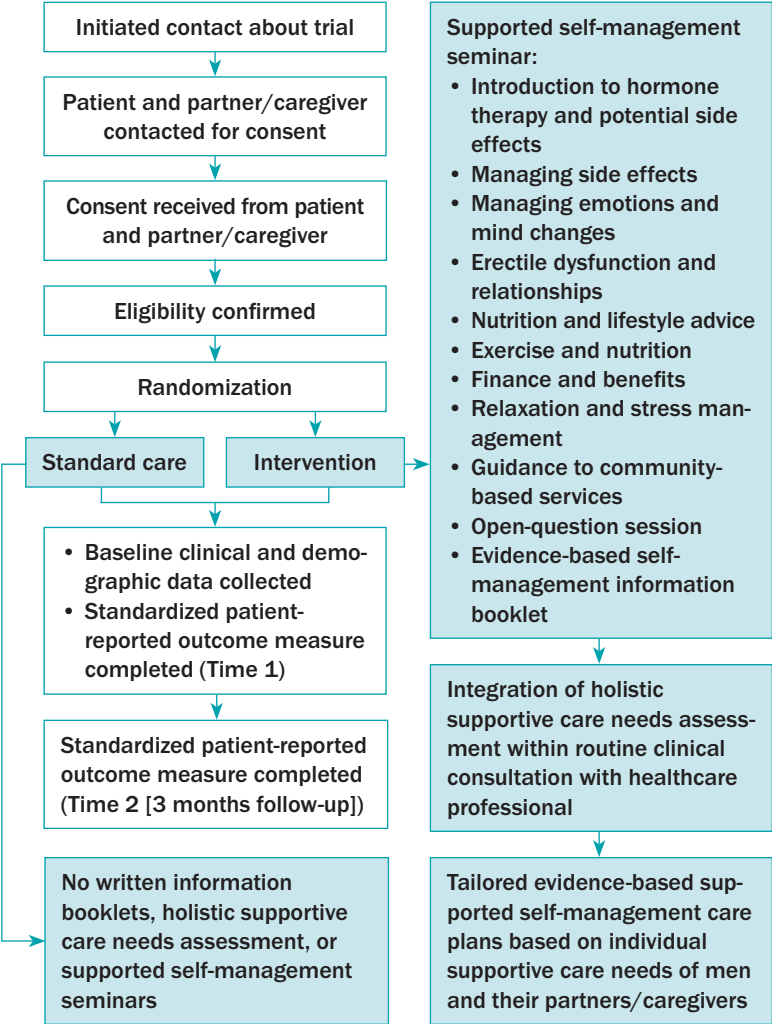 Initiated contact about trial
Patient and partner/caregiver
contacted for consent
Consent received from patient
and partner/caregiver
Eligibility confirmed
Randomization
Standard care
Intervention
• Baseline clinical and demo-
graphic data collected
• Standardized patient-
reported outcome measure
completed (Time 1)
Standardized patient-reported
outcome measure completed
(Time 2 [3 months follow-up])
No written information
booklets, holistic supportive
care needs assessment, or
supported self-management
seminars
Supported self-management
seminar:
• Introduction to hormone
therapy and potential side
effects
• Managing side effects
• Managing emotions and
mind changes
• Erectile dysfunction and
relationships
• Nutrition and lifestyle advice
• Exercise and nutrition
• Finance and benefits
• Relaxation and stress man-
agement
• Guidance to community-
based services
• Open-question session
• Evidence-based self-
management information
booklet
Integration of holistic
supportive care needs assess-
ment within routine clinical
consultation with healthcare
professional
Tailored evidence-based sup-
ported self-management care
plans based on individual
supportive care needs of men
and their partners/caregivers